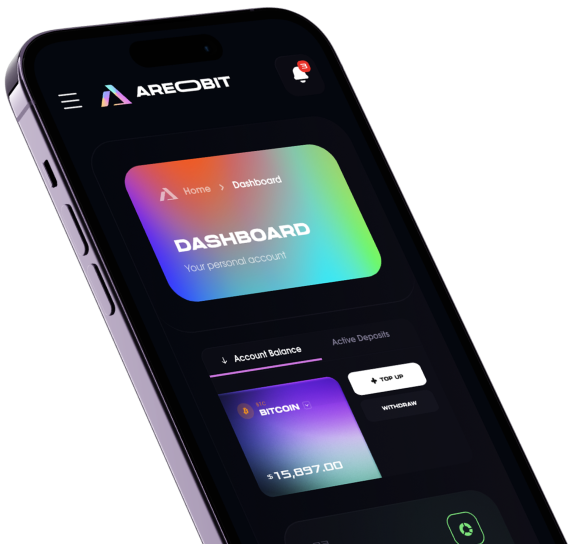 AREOBIT
3
Home > Dashboard
DASHBOARD
Your personal account
↓ Account Balance
Active Deposits
BTC
BITCOIN
+ TOP UP
WITHDRAW
$15,897.00